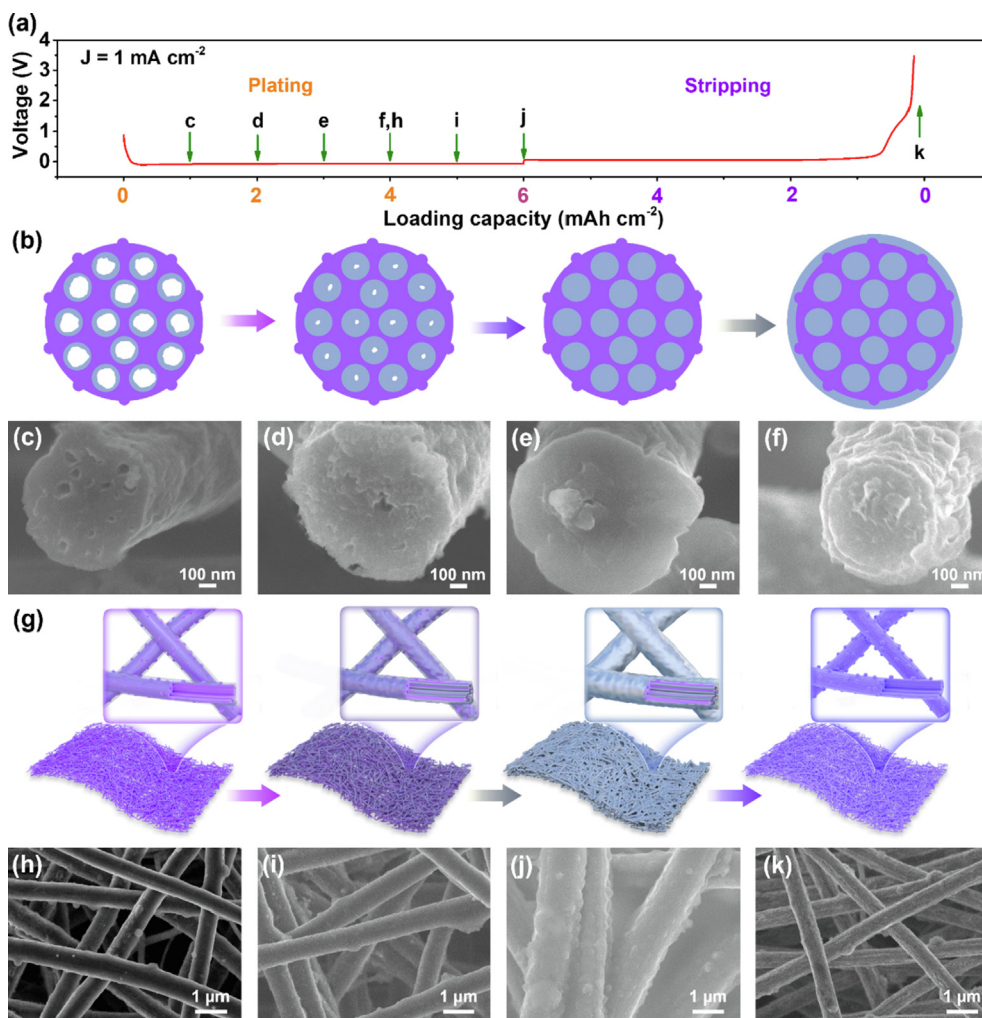 (a)
J = 1 mA cm-2
Plating
Stripping
Voltage (V)
4
3
2
1
0
c
d
e
f,h
i
j
k
0
2
4
6
2
0
Loading capacity (mAh cm-2)
(b)
(c)
(d)
(e)
(f)
100 nm
100 nm
100 nm
100 nm
(g)
(h)
(i)
(j)
(k)
1 µm
1 µm
1 µm
1 µm